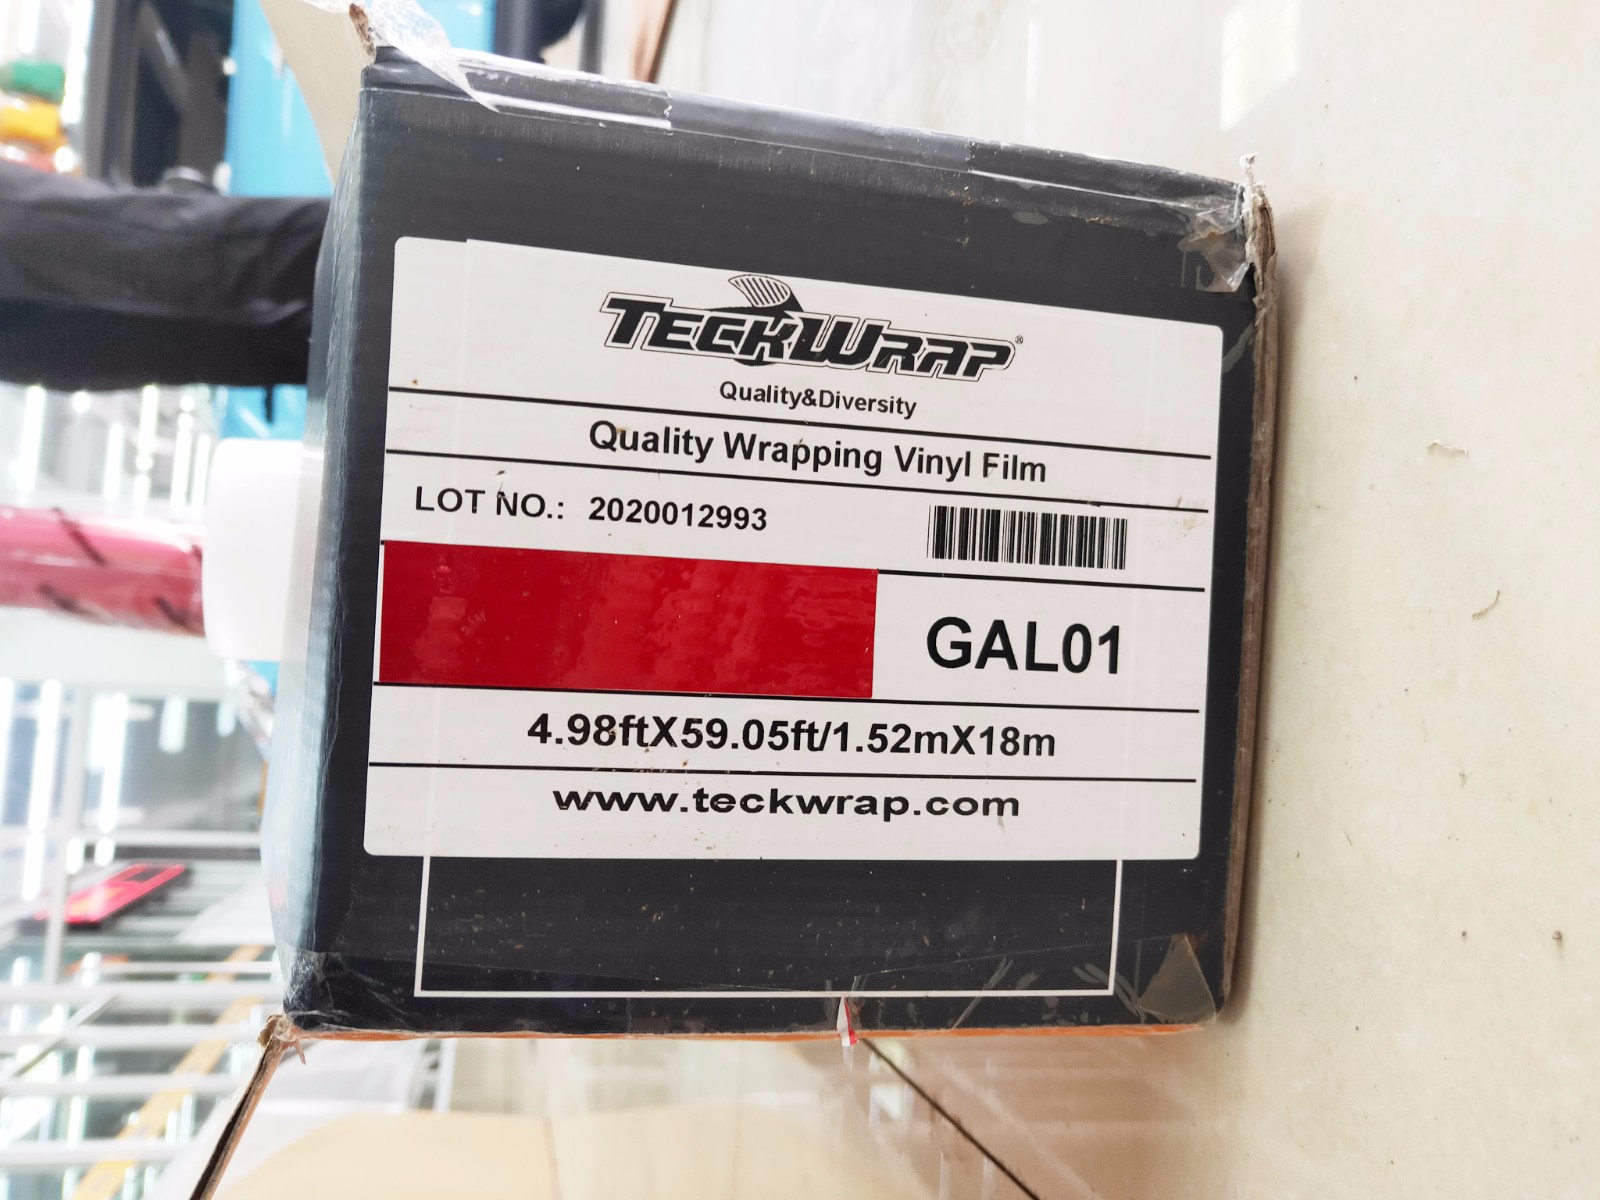 TECKWRAP®
Quality&Diversity
Quality Wrapping Vinyl Film
LOT NO.: 2020012993
GAL01
4.98ftX59.05ft/1.52mX18m
www.teckwrap.com